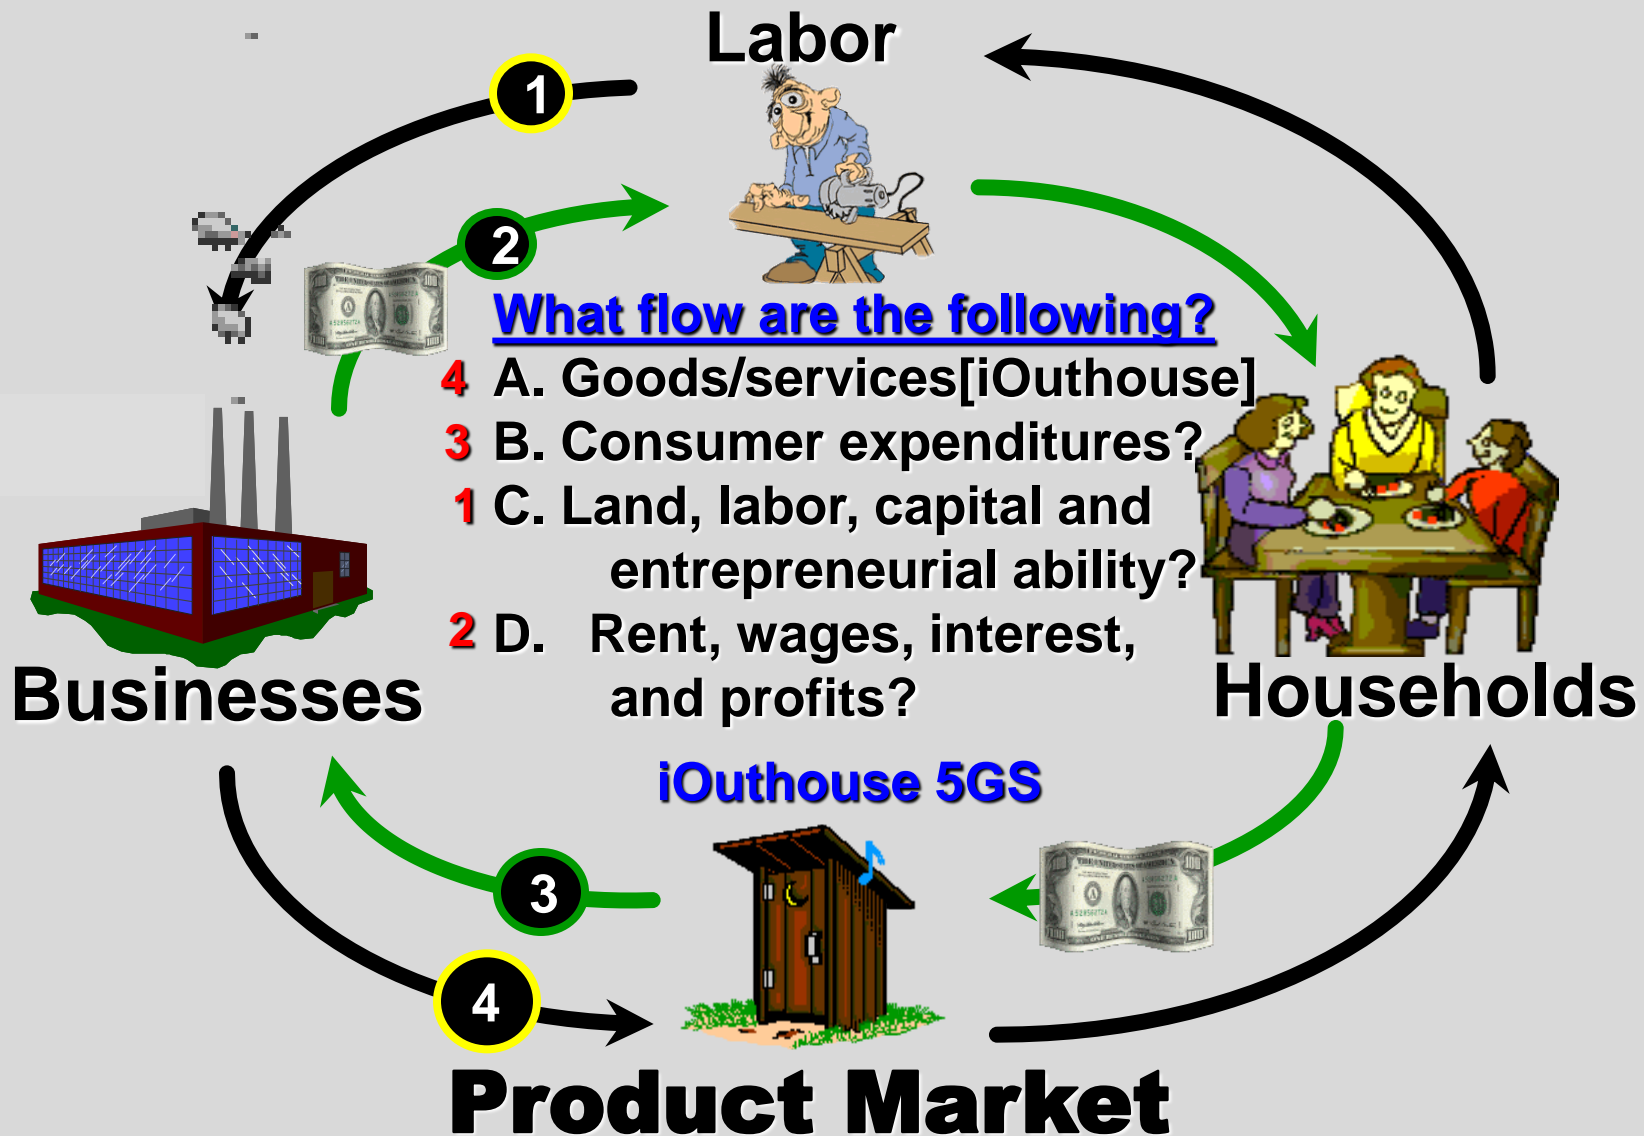 Labor
1
2
What flow are the following?
4 A. Goods/services[iOuthouse]
3 B. Consumer expenditures?
1 C. Land, labor, capital and
entrepreneurial ability?
2 D. Rent, wages, interest,
and profits?
Businesses
Households
iOuthouse 5GS
3
4
Product Market